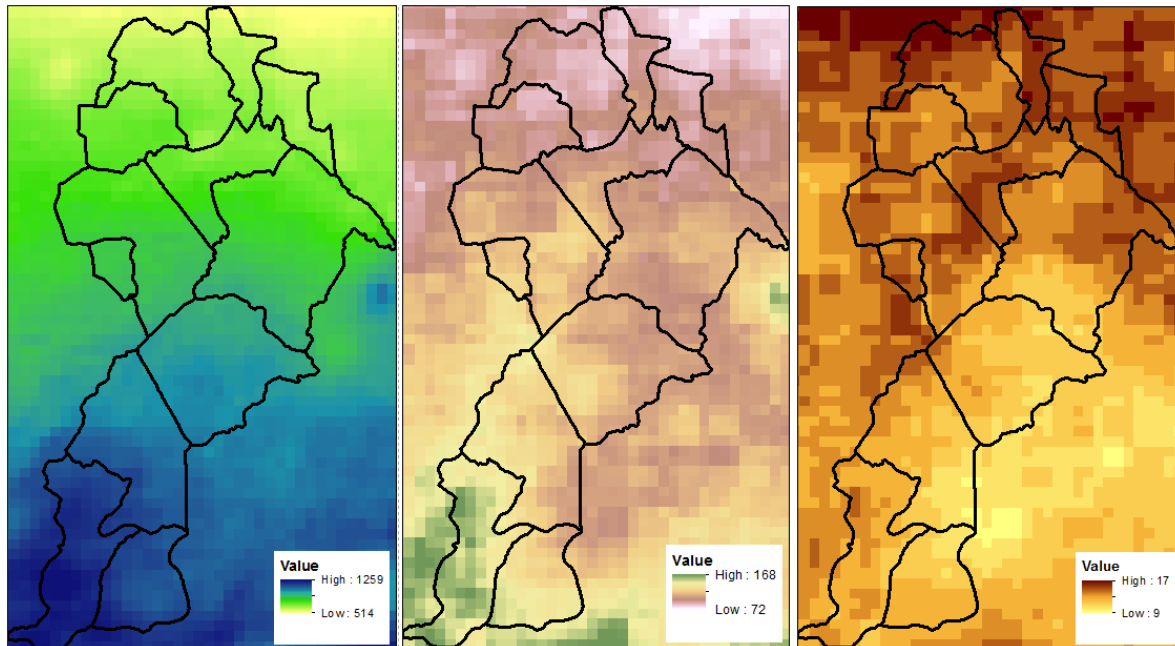 Value
High : 1259
Low : 514
Value
High : 168
Low : 72
Value
High : 17
Low : 9